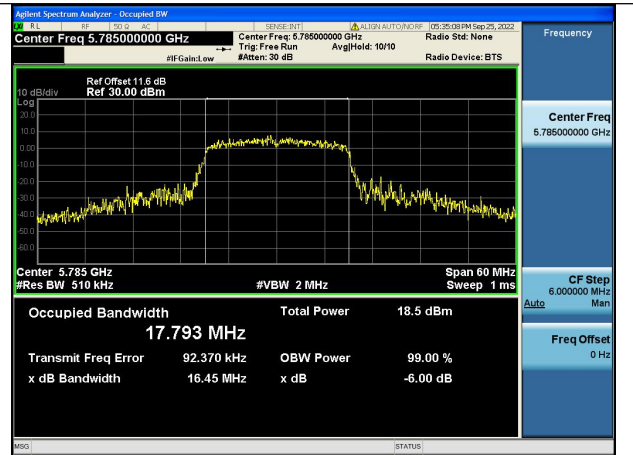 Agilent Spectrum Analyzer - Occupied BW
RL RF 50 Ω AC SENSE:INT ALIGN AUTO/NORF 05:35:08 PM Sep 25, 2022
Center Freq 5.785000000 GHz Center Freq: 5.785000000 GHz Radio Std: None
Trig: Free Run Avg|Hold: 10/10
#IFGain:Low #Atten: 30 dB Radio Device: BTS
Ref Offset 11.6 dB
10 dB/div Ref 30.00 dBm
Log
20.0
10.0
0.00
-10.0
-20.0
-30.0
-40.0
-50.0
-60.0
Center 5.785 GHz Span 60 MHz
#Res BW 510 kHz #VBW 2 MHz Sweep 1 ms
Occupied Bandwidth Total Power 18.5 dBm
17.793 MHz
Transmit Freq Error 92.370 kHz OBW Power 99.00 %
x dB Bandwidth 16.45 MHz x dB -6.00 dB
MSG STATUS
Frequency
Center Freq
5.785000000 GHz
CF Step
6.000000 MHz
Auto Man
Freq Offset
0 Hz